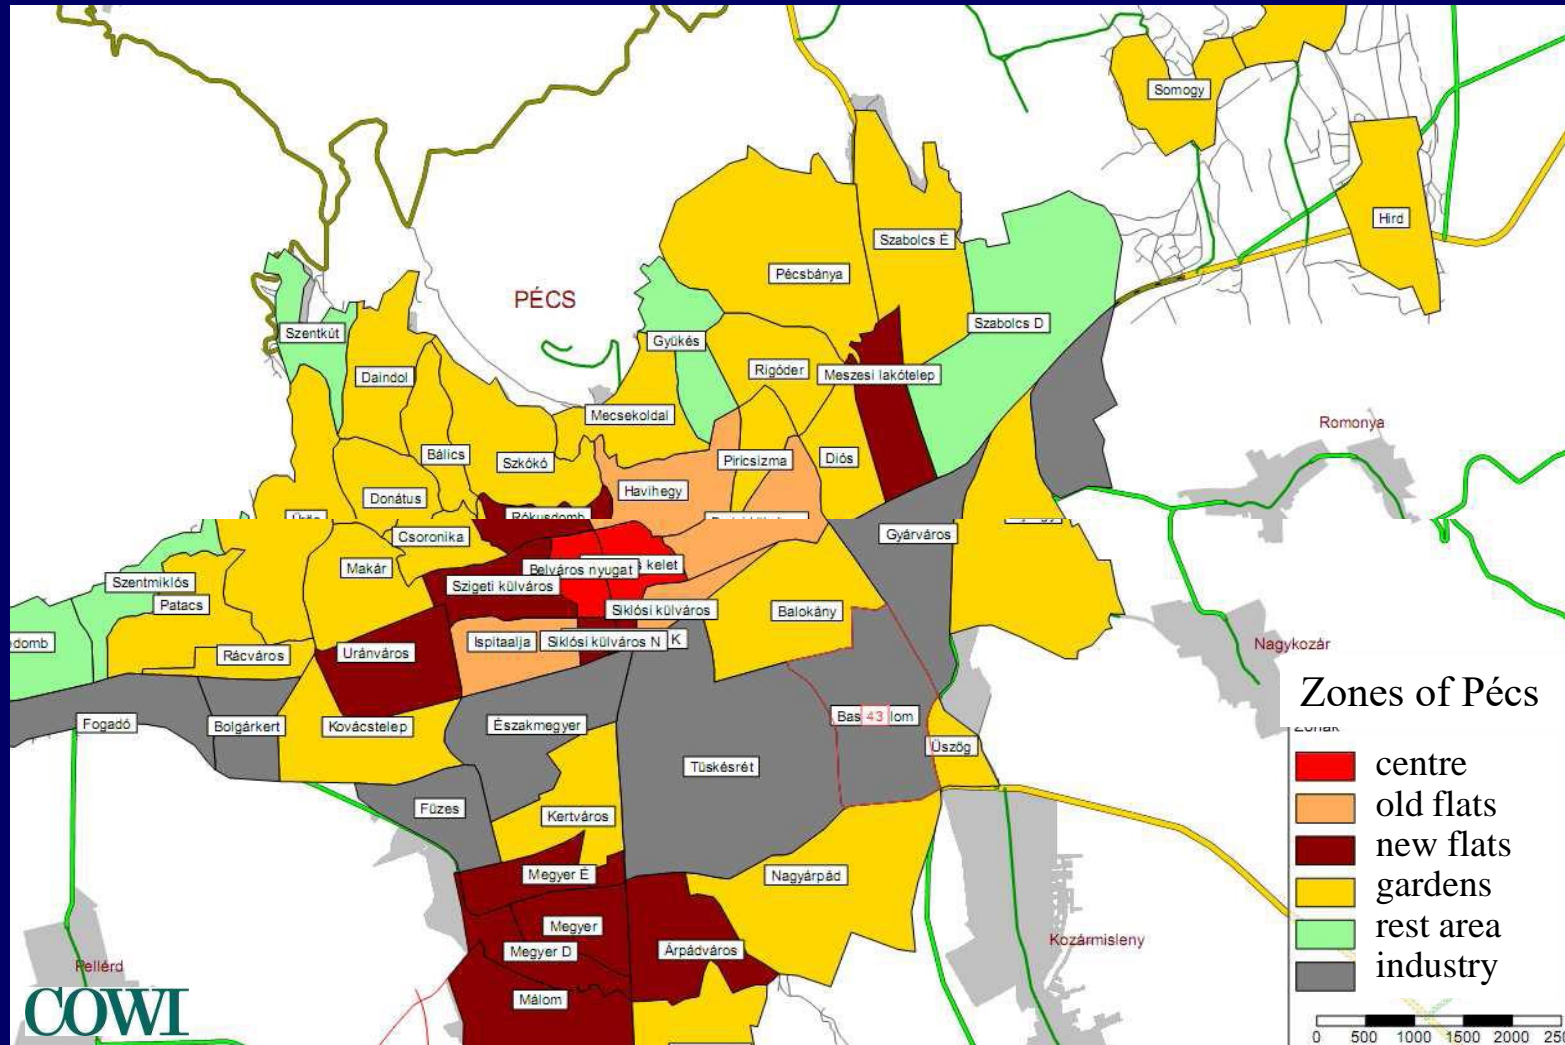 Somogy
Hird
Szabolcs É
Pécsbánya
PÉCS
Szabolcs D
Szentkút
Gyükés
Rigóder
Meszesi lakótelep
Daindol
Mecsekoldal
Romonya
Bálics
Szkókó
Piricsizma
Diós
Havihegy
Donátus
Rókusdomb
Csoronika
Gyárváros
Makár
Belváros nyugat
kelet
Szentmiklós
Szigeti külváros
Patacs
Siklósi külváros
Balokány
edomb
Ispitaalja
Siklósi külváros N
K
Nagykozár
Rácváros
Uránváros
Zones of Pécs
Fogadó
Bolgárkert
Kovácstelep
Északmegyer
Bas 43 lom
Üszög
Tüskésrét
centre
old flats
new flats
gardens
rest area
industry
Füzes
Kertváros
Megyer É
Nagyárpád
Megyer
Megyer D
Árpádváros
Kozármisleny
Pellérd
Málom
COWI
0 500 1000 1500 2000 250